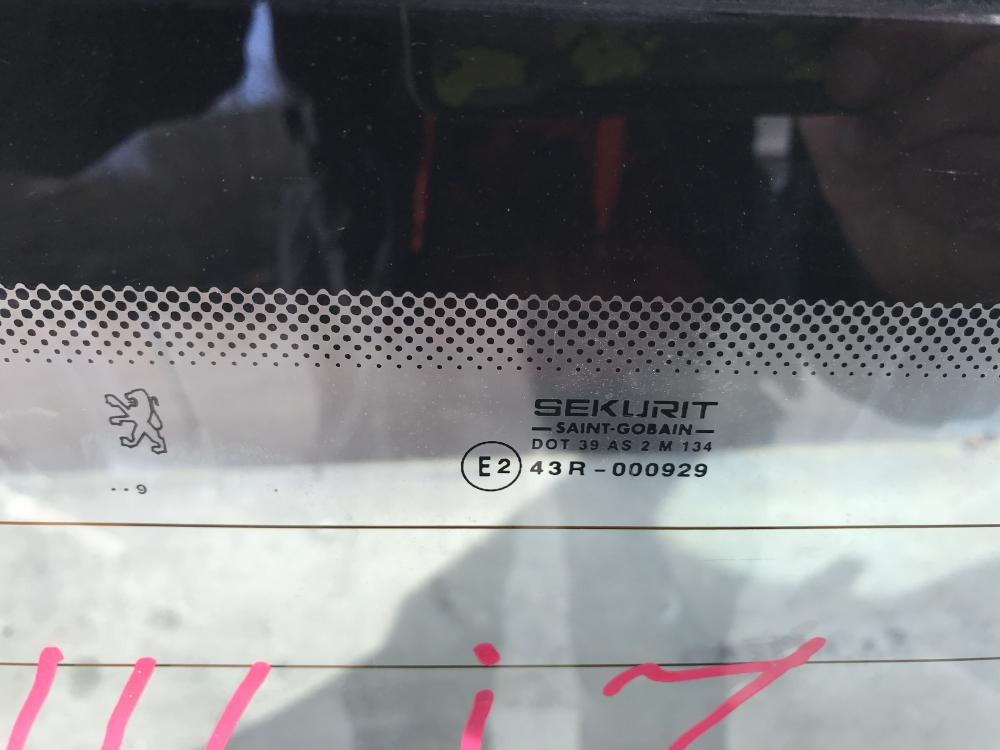 SEKURIT
SAINT-GOBAIN
DOT 39 AS 2 M 134
E2 43R-000929
··9